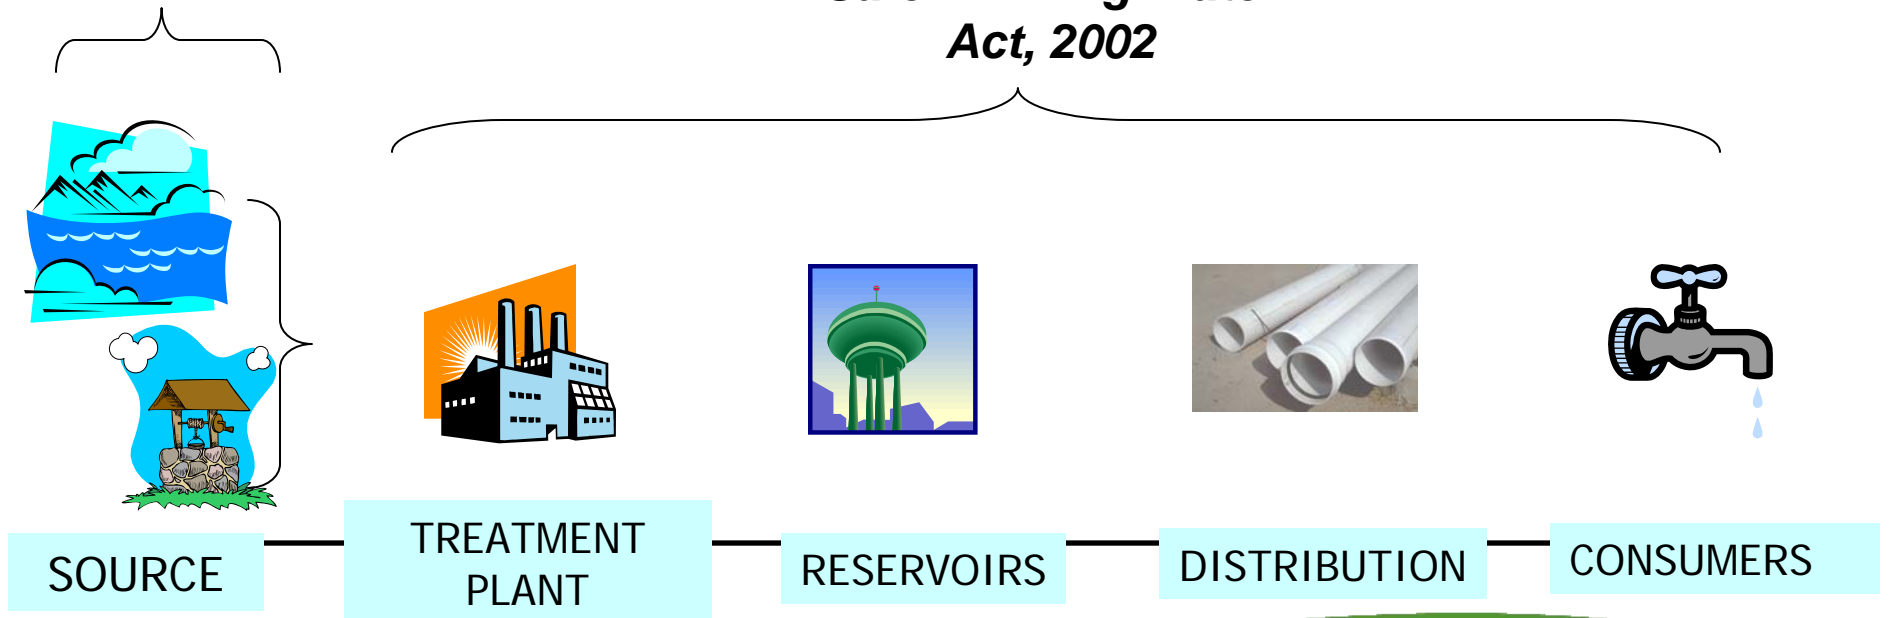 Act, 2002
SOURCE
TREATMENT
PLANT
RESERVOIRS
DISTRIBUTION
CONSUMERS